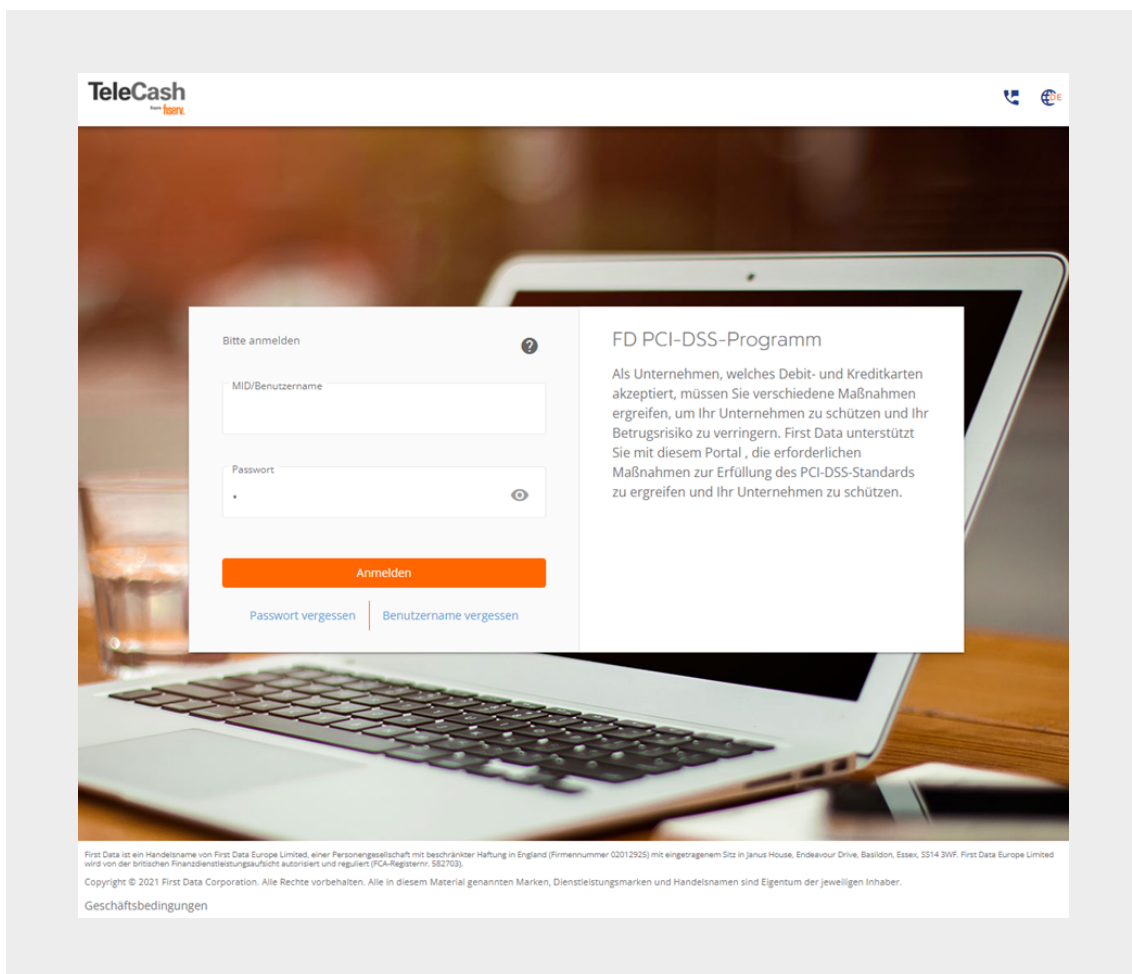 TeleCash
from fiserv.
DE
Bitte anmelden
?
FD PCI-DSS-Programm
MID/Benutzername
Als Unternehmen, welches Debit- und Kreditkarten
akzeptiert, müssen Sie verschiedene Maßnahmen
ergreifen, um Ihr Unternehmen zu schützen und Ihr
Betrugsrisiko zu verringern. First Data unterstützt
Sie mit diesem Portal , die erforderlichen
Maßnahmen zur Erfüllung des PCI-DSS-Standards
zu ergreifen und Ihr Unternehmen zu schützen.
Passwort
Anmelden
Passwort vergessen
Benutzername vergessen
First Data ist ein Handelsname von First Data Europe Limited, einer Personengesellschaft mit beschränkter Haftung in England (Firmennummer 02012925) mit eingetragenem Sitz in Janus House, Endeavour Drive, Basildon, Essex, SS14 3WF. First Data Europe Limited
wird von der britischen Finanzdienstleistungsaufsicht autorisiert und reguliert (FCA-Registernr. 582703).
Copyright © 2021 First Data Corporation. Alle Rechte vorbehalten. Alle in diesem Material genannten Marken, Dienstleistungsmarken und Handelsnamen sind Eigentum der jeweiligen Inhaber.
Geschäftsbedingungen